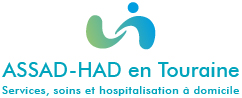 ASSAD-HAD en Touraine
Services, soins et hospitalisation à domicile